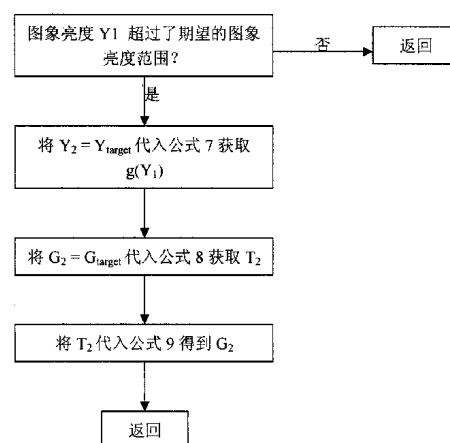 图象亮度 Y1 超过了期望的图象
亮度范围？
否
返回
是
将 Y₂ = Yₜₐᵣgₑₜ 代入公式 7 获取
g(Y₁)
将 G₂ = Gₜₐᵣgₑₜ 代入公式 8 获取 T₂
将 T₂ 代入公式 9 得到 G₂
返回